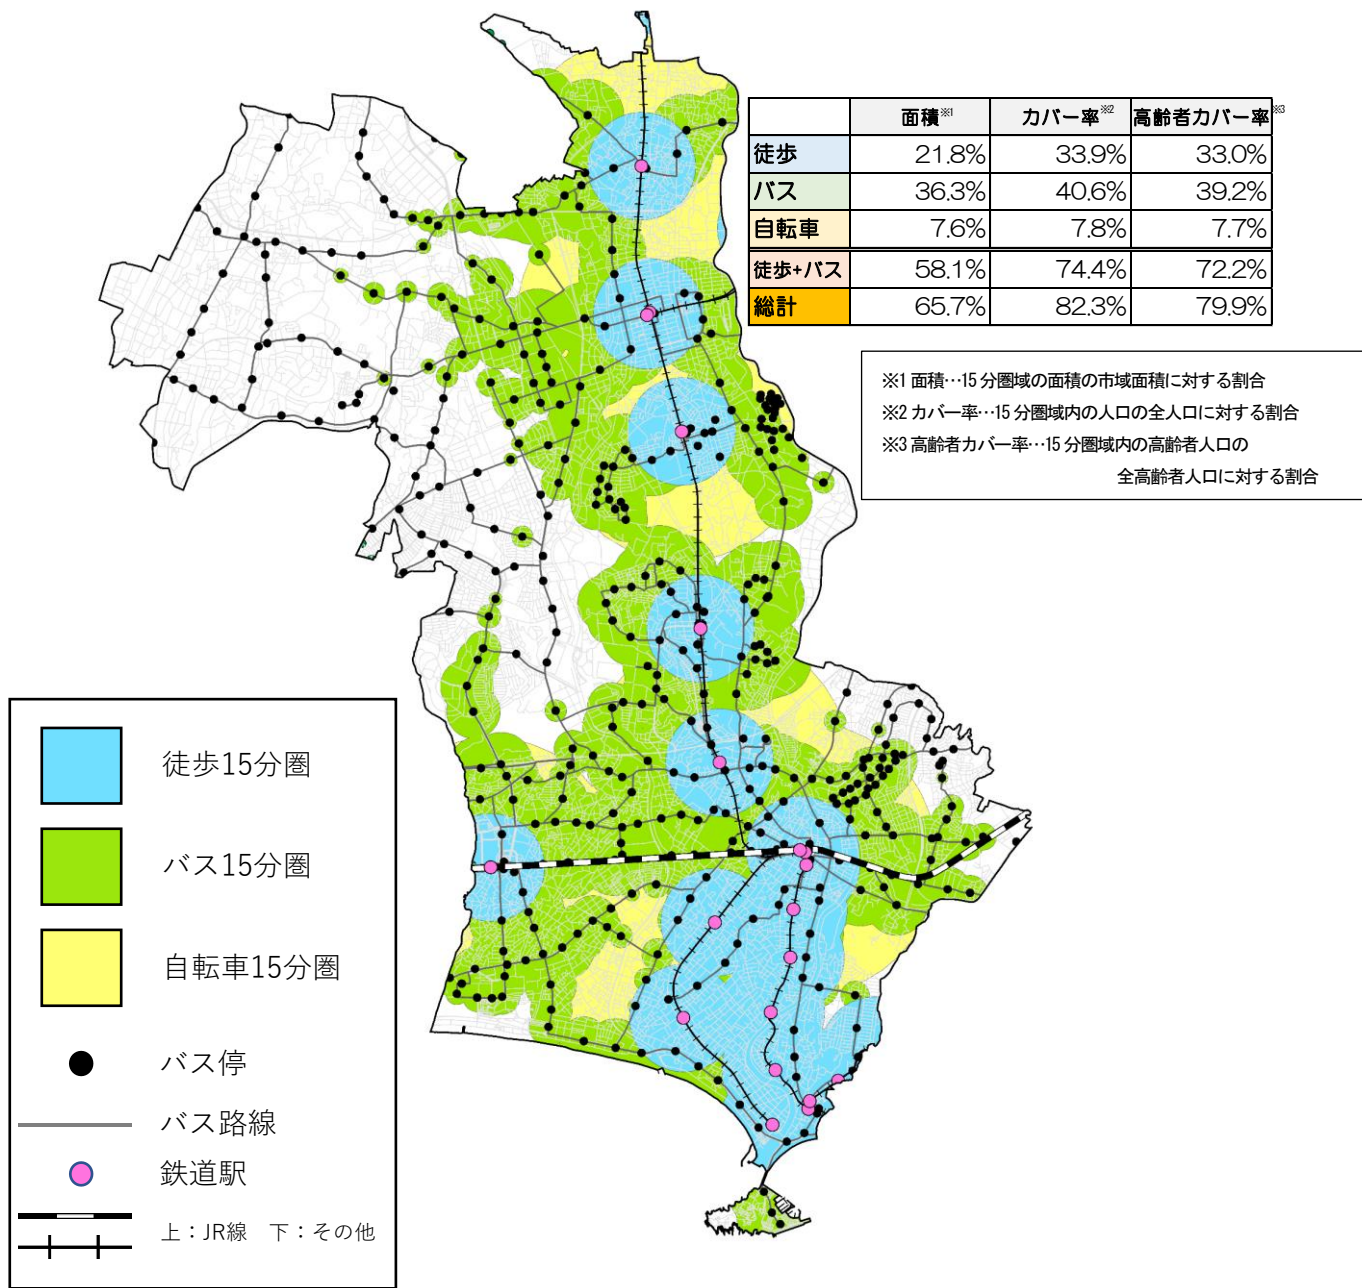 面積※1 カバー率※2 高齢者カバー率※3
徒歩 21.8% 33.9% 33.0%
バス 36.3% 40.6% 39.2%
自転車 7.6% 7.8% 7.7%
徒歩+バス 58.1% 74.4% 72.2%
総計 65.7% 82.3% 79.9%
※1 面積…15分圏域の面積の市域面積に対する割合
※2 カバー率…15分圏域内の人口の全人口に対する割合
※3 高齢者カバー率…15分圏域内の高齢者人口の
全高齢者人口に対する割合
徒歩15分圏
バス15分圏
自転車15分圏
バス停
バス路線
鉄道駅
上：JR線　下：その他